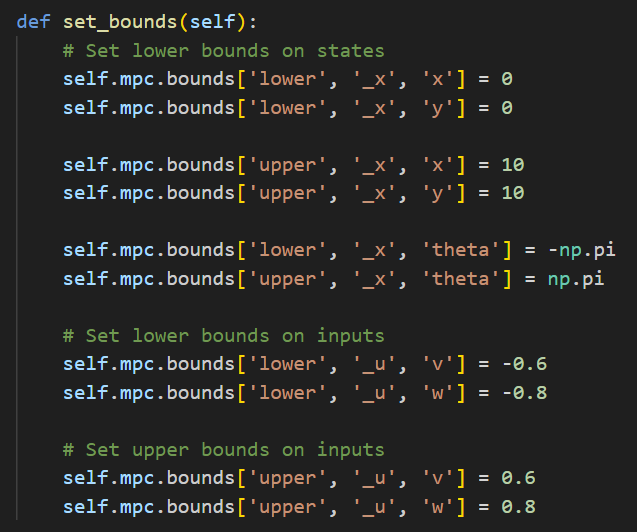 def set_bounds(self):
    # Set lower bounds on states
    self.mpc.bounds['lower', '_x', 'x'] = 0
    self.mpc.bounds['lower', '_x', 'y'] = 0

    self.mpc.bounds['upper', '_x', 'x'] = 10
    self.mpc.bounds['upper', '_x', 'y'] = 10

    self.mpc.bounds['lower', '_x', 'theta'] = -np.pi
    self.mpc.bounds['upper', '_x', 'theta'] = np.pi

    # Set lower bounds on inputs
    self.mpc.bounds['lower', '_u', 'v'] = -0.6
    self.mpc.bounds['lower', '_u', 'w'] = -0.8

    # Set upper bounds on inputs
    self.mpc.bounds['upper', '_u', 'v'] = 0.6
    self.mpc.bounds['upper', '_u', 'w'] = 0.8